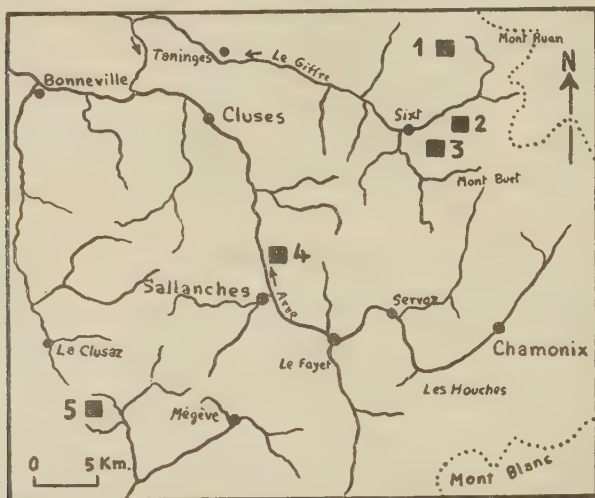 Mont Ruan
1
N
Taninges
Le Giffre
Bonneville
Sixt
2
Cluses
3
Mont Buet
4
Sallanches
Arve
Servoz
La Clusaz
Le Fayet
Chamonix
Les Houches
5
Mégève
0 5 Km.
Mont Blanc